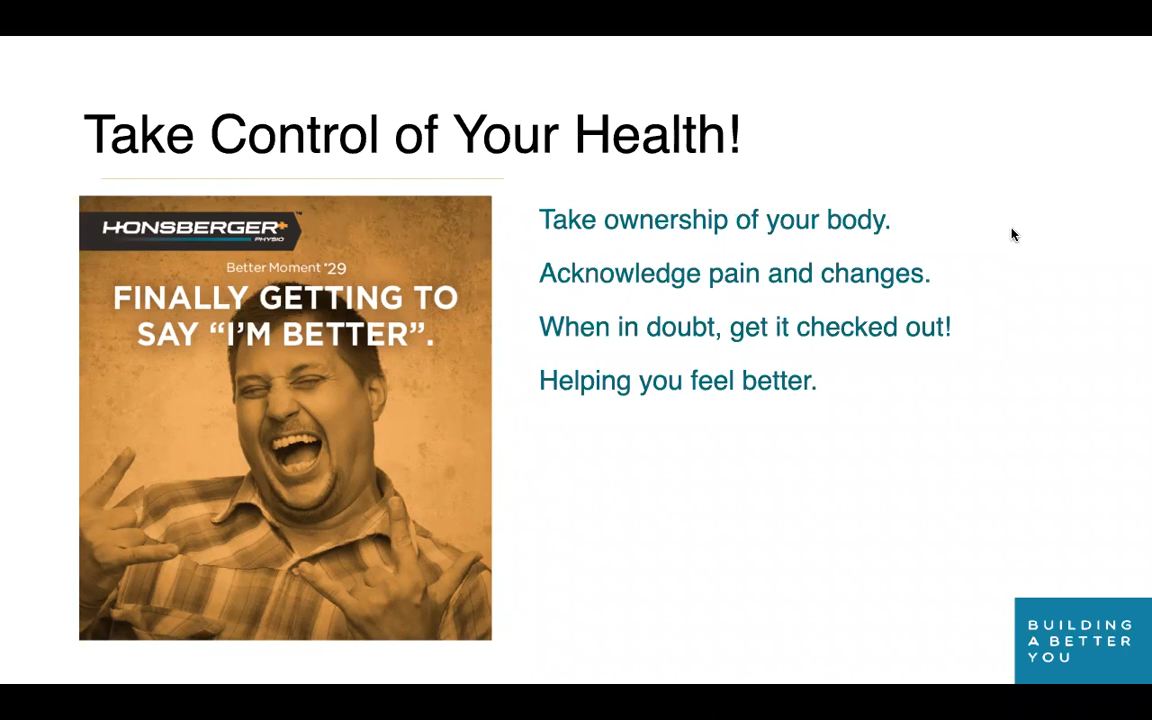 Take Control of Your Health!
HONSBERGER+
PHYSIO
Better Moment *29
FINALLY GETTING TO
SAY “I’M BETTER”.
Take ownership of your body.
Acknowledge pain and changes.
When in doubt, get it checked out!
Helping you feel better.
BUILDING
A BETTER
YOU